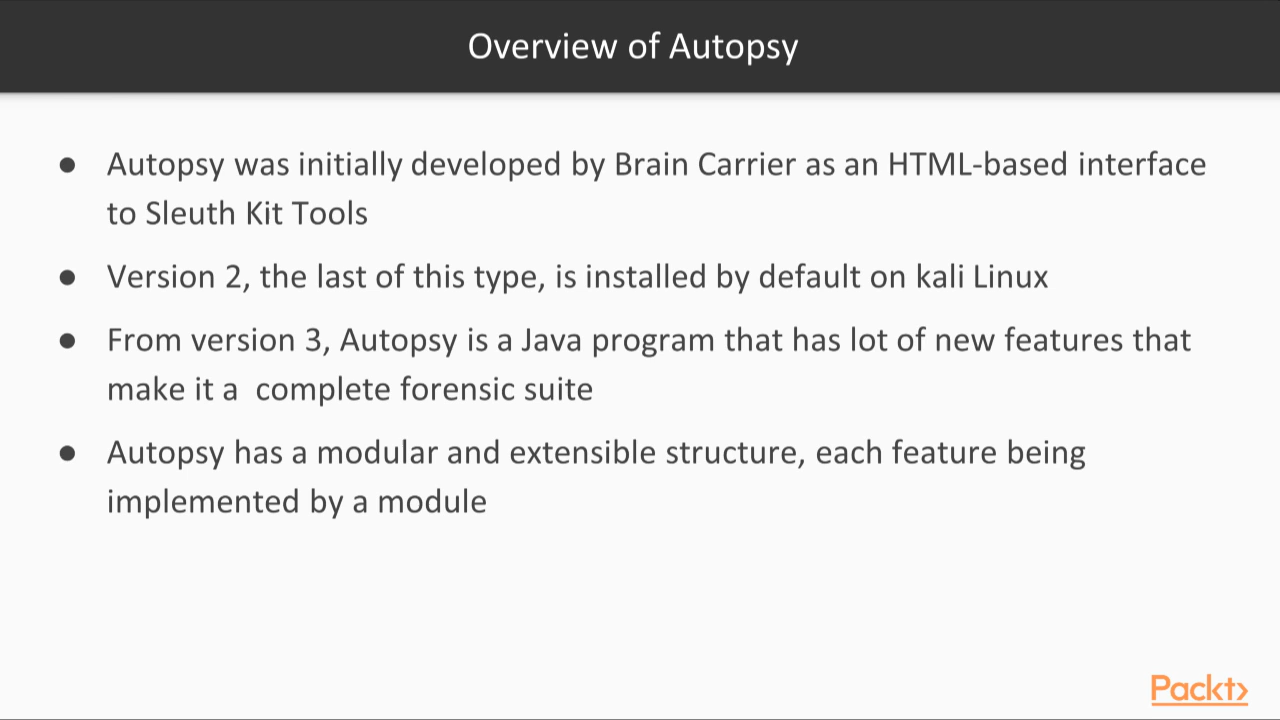 Overview of Autopsy
● Autopsy was initially developed by Brain Carrier as an HTML-based interface
to Sleuth Kit Tools
● Version 2, the last of this type, is installed by default on kali Linux
● From version 3, Autopsy is a Java program that has lot of new features that
make it a  complete forensic suite
● Autopsy has a modular and extensible structure, each feature being
implemented by a module
Packt>